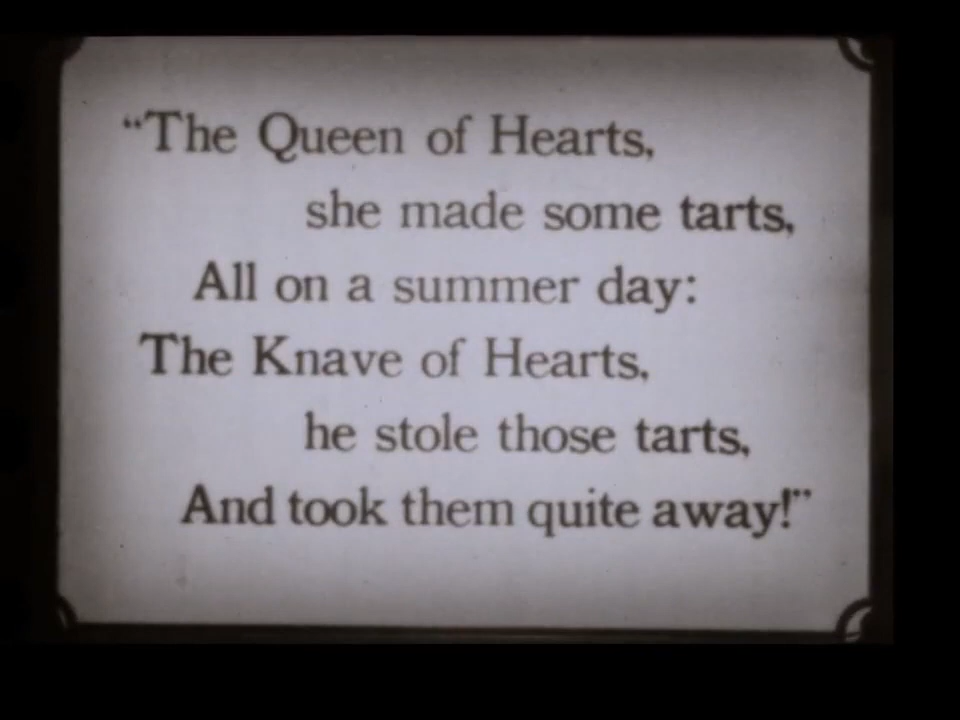 “The Queen of Hearts,
she made some tarts,
All on a summer day:
The Knave of Hearts,
he stole those tarts,
And took them quite away!”